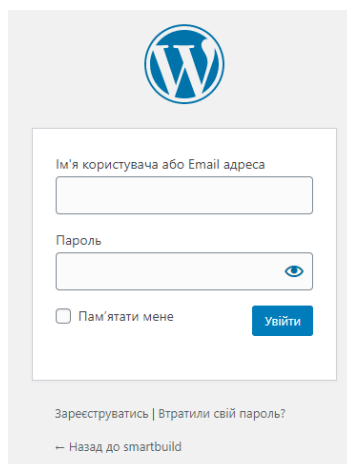 Ім'я користувача або Email адреса
Пароль
Пам'ятати мене
Увійти
Зареєструватись | Втратили свій пароль?
← Назад до smartbuild